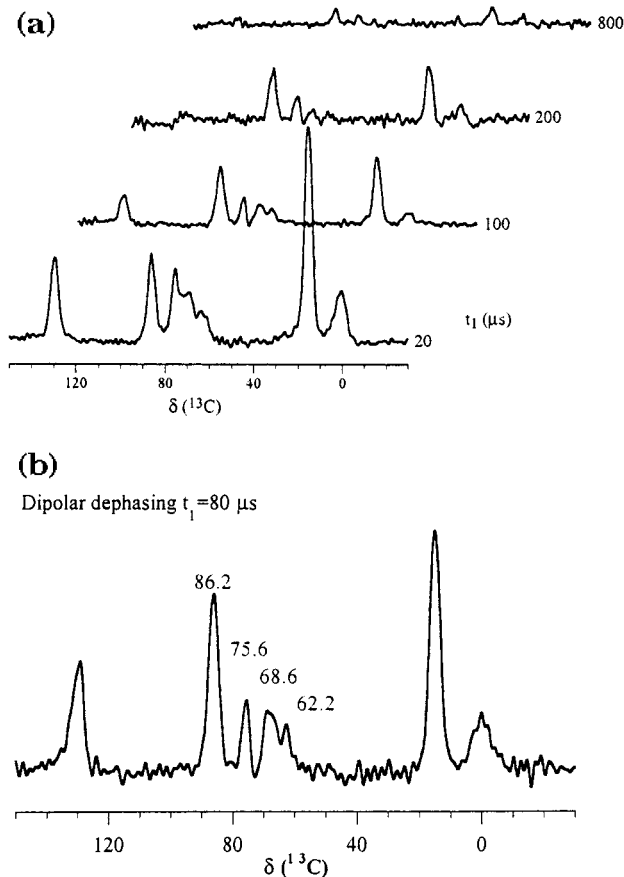 (a)
800
200
100
20
t₁ (μs)
120 80 40 0
δ (¹³C)
(b)
Dipolar dephasing t₁=80 μs
86.2
75.6
68.6
62.2
120 80 40 0
δ (¹³C)